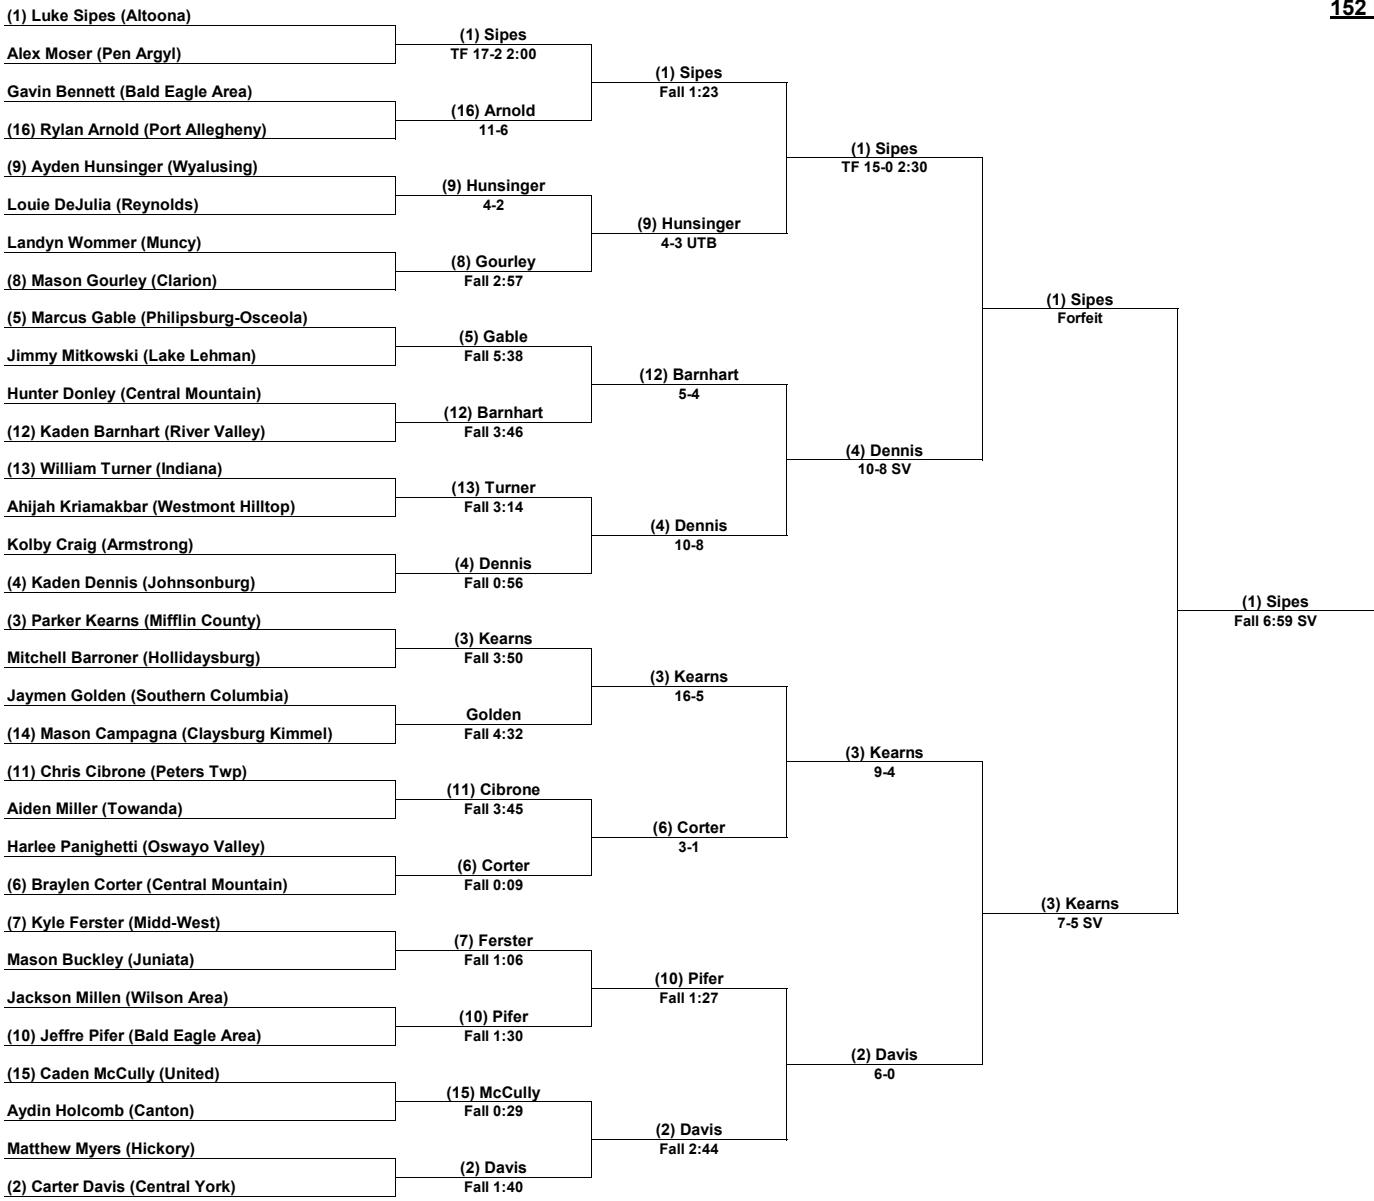 152
(1) Luke Sipes (Altoona)
Alex Moser (Pen Argyl)
Gavin Bennett (Bald Eagle Area)
(16) Rylan Arnold (Port Allegheny)
(9) Ayden Hunsinger (Wyalusing)
Louie DeJulia (Reynolds)
Landyn Wommer (Muncy)
(8) Mason Gourley (Clarion)
(5) Marcus Gable (Philipsburg-Osceola)
Jimmy Mitkowski (Lake Lehman)
Hunter Donley (Central Mountain)
(12) Kaden Barnhart (River Valley)
(13) William Turner (Indiana)
Ahijah Kriamakbar (Westmont Hilltop)
Kolby Craig (Armstrong)
(4) Kaden Dennis (Johnsonburg)
(3) Parker Kearns (Mifflin County)
Mitchell Barroner (Hollidaysburg)
Jaymen Golden (Southern Columbia)
(14) Mason Campagna (Claysburg Kimmel)
(11) Chris Cibrone (Peters Twp)
Aiden Miller (Towanda)
Harlee Panighetti (Oswayo Valley)
(6) Braylen Corter (Central Mountain)
(7) Kyle Ferster (Midd-West)
Mason Buckley (Juniata)
Jackson Millen (Wilson Area)
(10) Jeffre Pifer (Bald Eagle Area)
(15) Caden McCully (United)
Aydin Holcomb (Canton)
Matthew Myers (Hickory)
(2) Carter Davis (Central York)
(1) Sipes
TF 17-2 2:00
(16) Arnold
11-6
(9) Hunsinger
4-2
(8) Gourley
Fall 2:57
(5) Gable
Fall 5:38
(12) Barnhart
Fall 3:46
(13) Turner
Fall 3:14
(4) Dennis
Fall 0:56
(3) Kearns
Fall 3:50
Golden
Fall 4:32
(11) Cibrone
Fall 3:45
(6) Corter
Fall 0:09
(7) Ferster
Fall 1:06
(10) Pifer
Fall 1:30
(15) McCully
Fall 0:29
(2) Davis
Fall 1:40
(1) Sipes
Fall 1:23
(9) Hunsinger
4-3 UTB
(12) Barnhart
5-4
(4) Dennis
10-8
(3) Kearns
16-5
(6) Corter
3-1
(10) Pifer
Fall 1:27
(2) Davis
Fall 2:44
(1) Sipes
TF 15-0 2:30
(4) Dennis
10-8 SV
(3) Kearns
9-4
(2) Davis
6-0
(1) Sipes
Forfeit
(3) Kearns
7-5 SV
(1) Sipes
Fall 6:59 SV